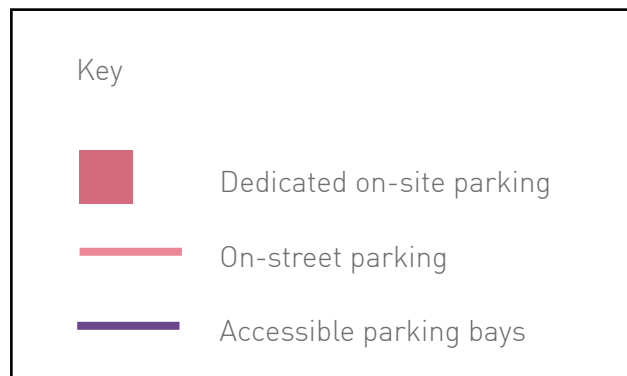 Key
Dedicated on-site parking
On-street parking
Accessible parking bays